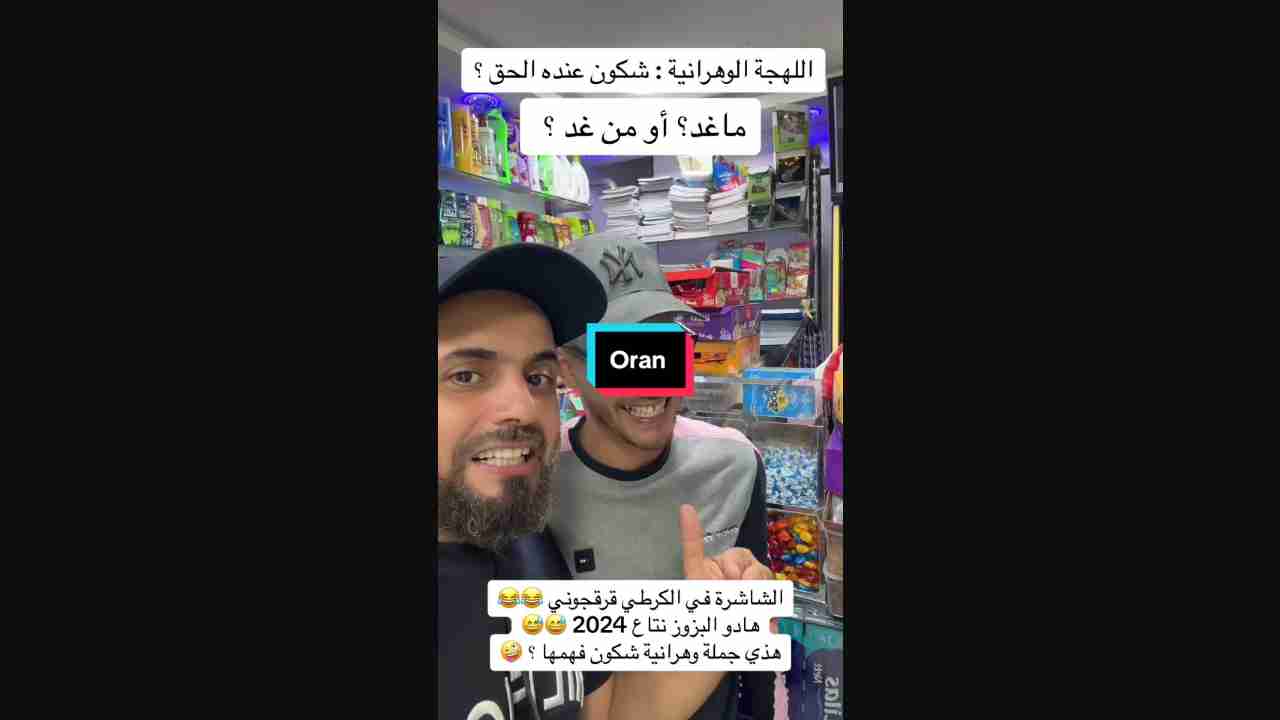 اللهجة الوهرانية : شكون عنده الحق ؟
ماغد؟ أو من غد ؟
Oran
الشاشرة في الكرطي قرقجوني 😂😂
هادو البزوز نتاع 2024 😅😅
هذي جملة وهرانية شكون فهمها ؟ 🤪